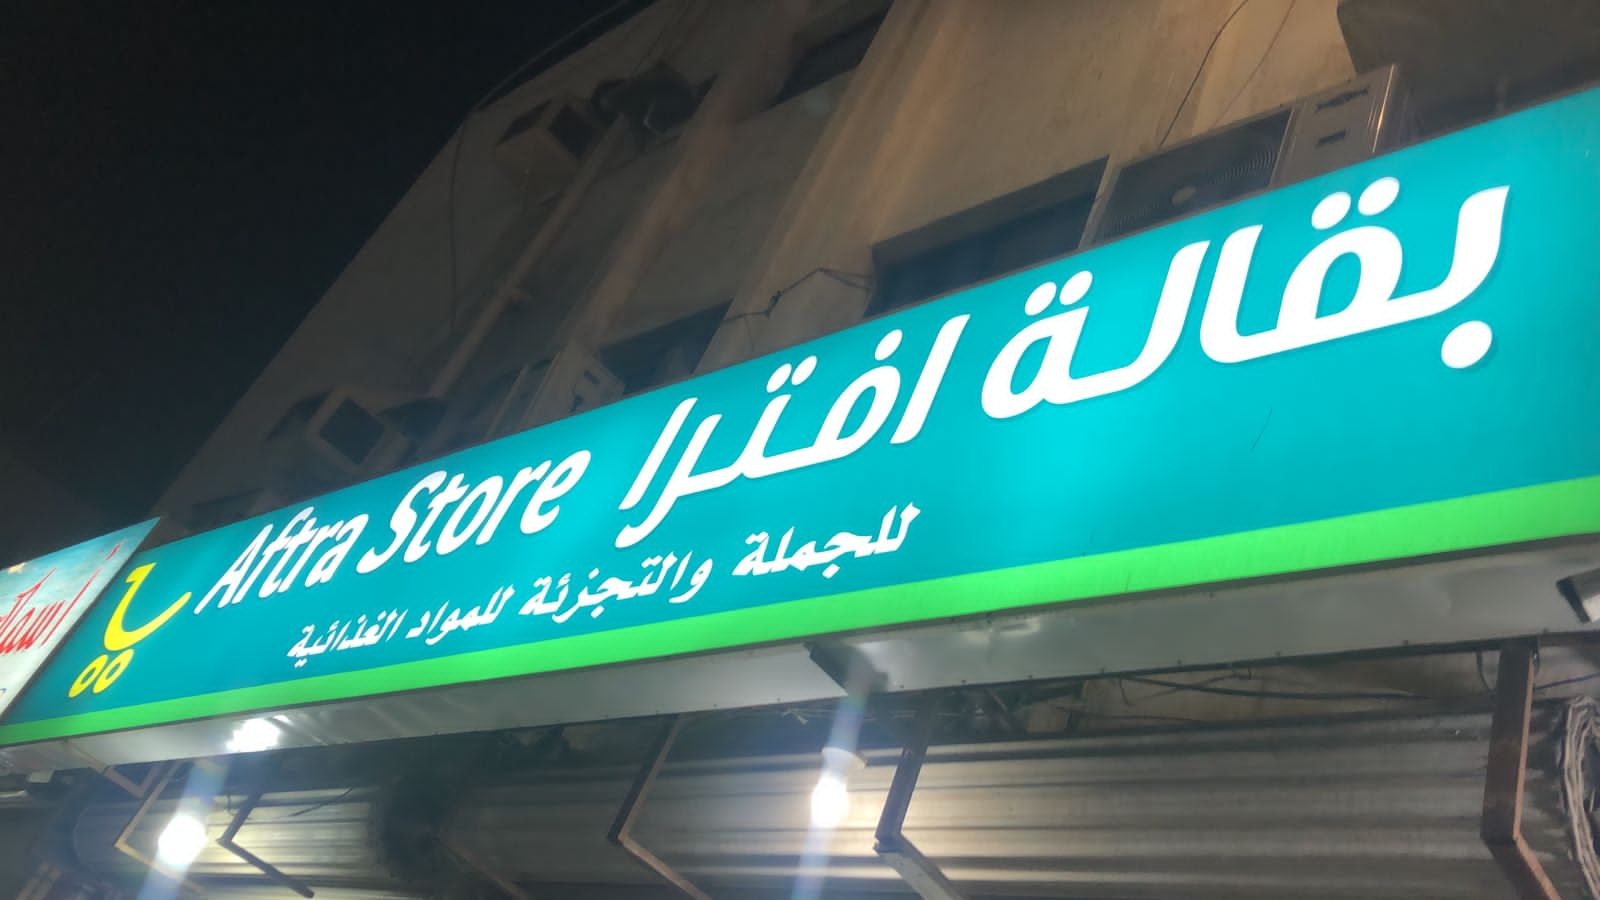 بقالة افترا Aftra Store
للجملة والتجزئة للمواد الغذائية